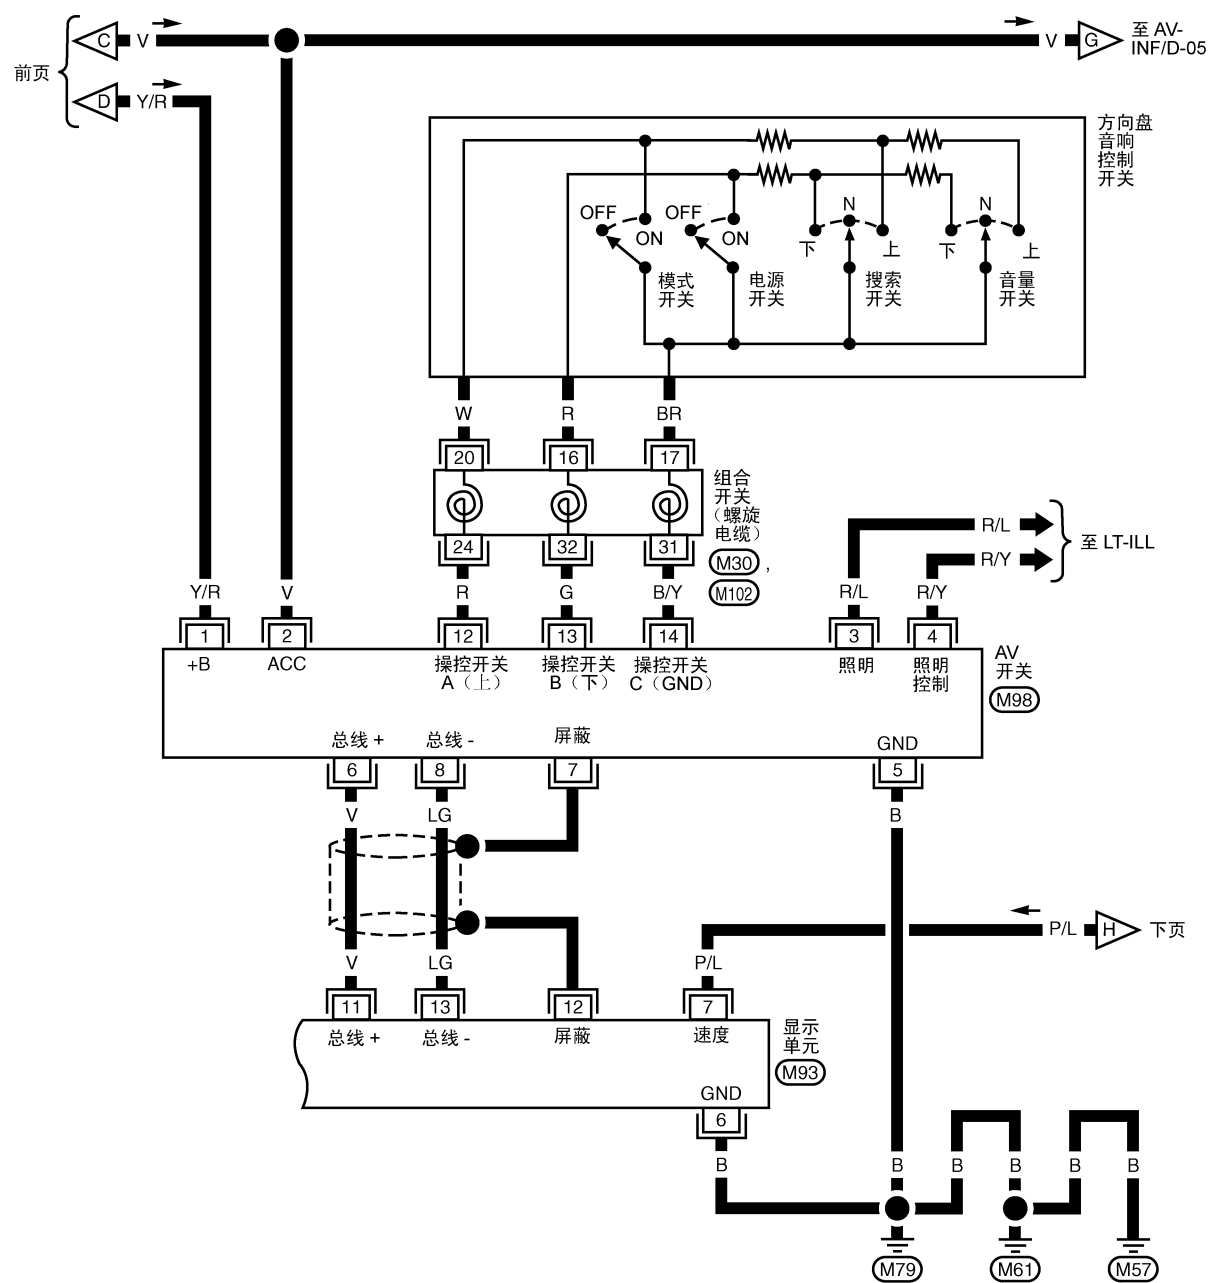 C
V
V
G
至 AV-
INF/D-05
前页
D
Y/R
方向盘
音响
控制
开关
OFF
ON
OFF
ON
N
N
下
上
下
上
模式
开关
电源
开关
搜索
开关
音量
开关
W
R
BR
20
16
17
组合
开关
（螺旋
电缆）
24
32
31
M30 ,
M102
R/L
R/Y
至 LT-ILL
Y/R
V
R
G
B/Y
R/L
R/Y
1
2
12
13
14
3
4
+B
ACC
操控开关
A（上）
操控开关
B（下）
操控开关
C（GND）
照明
照明
控制
AV
开关
M98
总线 +
总线 -
屏蔽
GND
6
8
7
5
V
LG
B
P/L
H
下页
V
LG
P/L
11
13
12
7
总线 +
总线 -
屏蔽
速度
显示
单元
M93
GND
6
B
B
B
B
B
B
M79
M61
M57